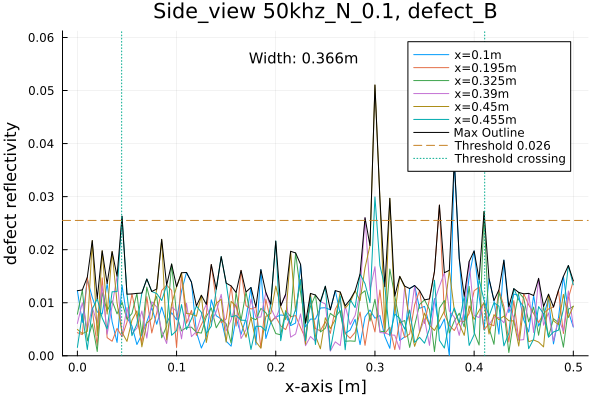 Side_view 50khz_N_0.1, defect_B
Width: 0.366m
x=0.1m
x=0.195m
x=0.325m
x=0.39m
x=0.45m
x=0.455m
Max Outline
Threshold 0.026
Threshold crossing
defect reflectivity
0.06
0.05
0.04
0.03
0.02
0.01
0.00
0.0 0.1 0.2 0.3 0.4 0.5
x-axis [m]